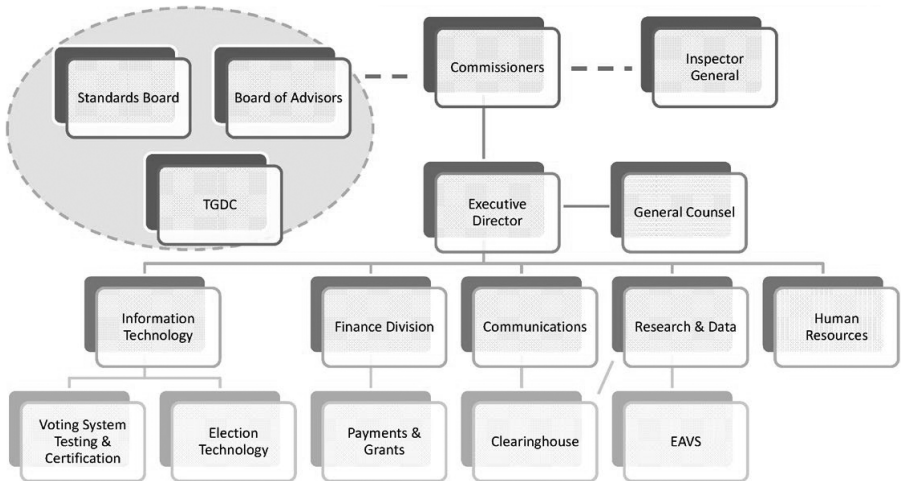 Standards Board
Board of Advisors
TGDC
Commissioners
Inspector
General
Executive
Director
General Counsel
Information
Technology
Finance Division
Communications
Research & Data
Human
Resources
Voting System
Testing &
Certification
Election
Technology
Payments &
Grants
Clearinghouse
EAVS